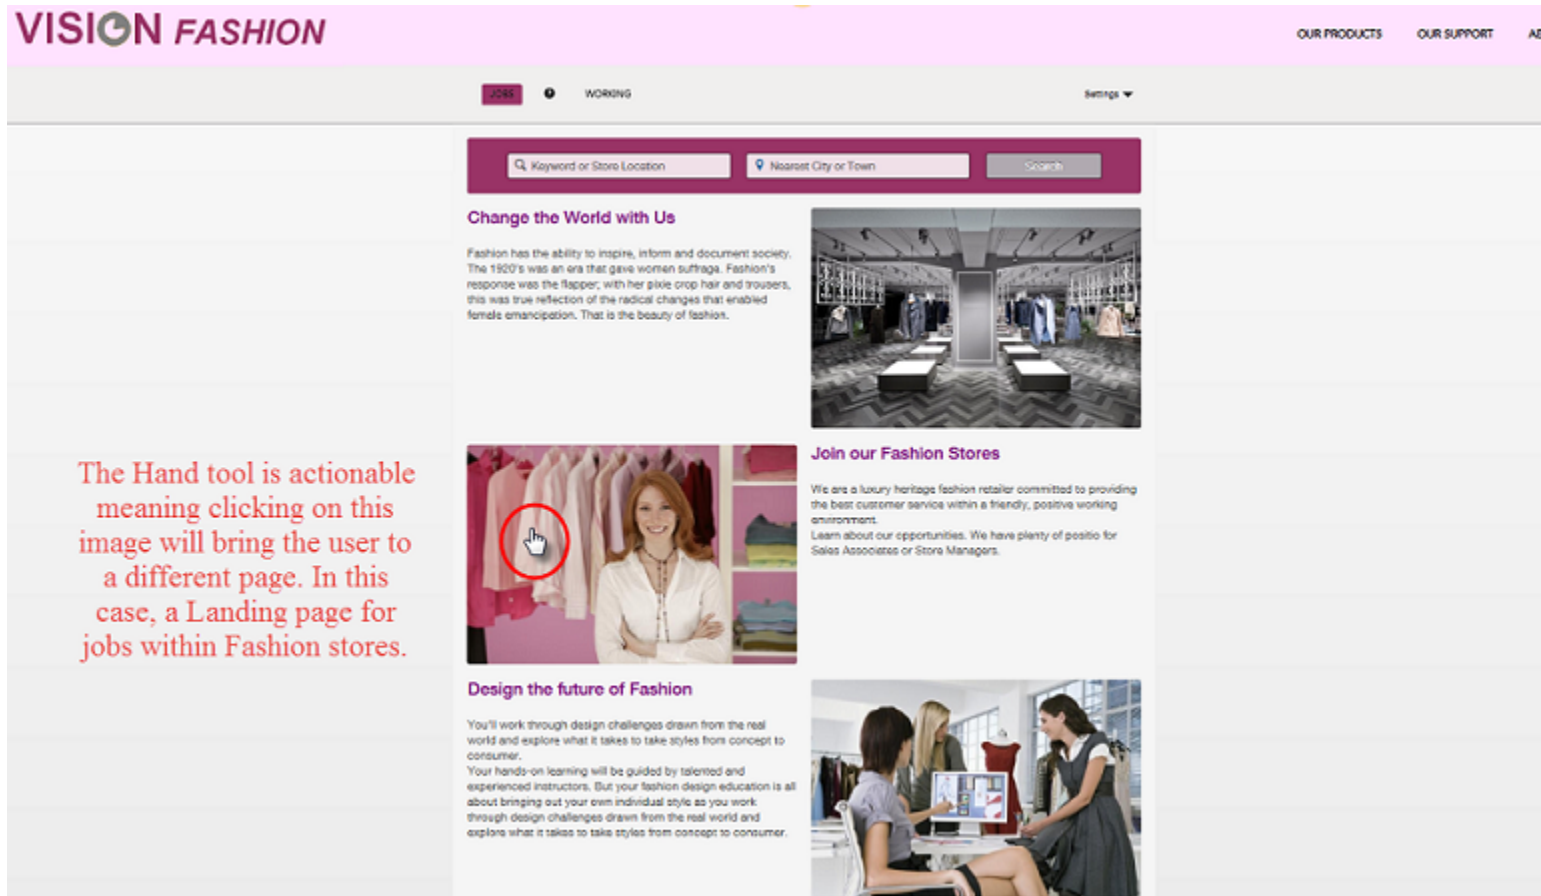 VISION FASHION
OUR PRODUCTS OUR SUPPORT
JOBS WORKING Settings
Keyword or Store Location Nearest City or Town Search
Change the World with Us
Fashion has the ability to inspire, inform and document society.
The 1920's was an era that gave women suffrage. Fashion's
response was the flapper; with her pixie crop hair and trousers,
this was true reflection of the radical changes that enabled
female emancipation. That is the beauty of fashion.
The Hand tool is actionable
meaning clicking on this
image will bring the user to
a different page. In this
case, a Landing page for
jobs within Fashion stores.
Join our Fashion Stores
We are a luxury heritage fashion retailer committed to providing
the best customer service within a friendly, positive working
environment.
Learn about our opportunities. We have plenty of positio for
Sales Associates or Store Managers.
Design the future of Fashion
You'll work through design challenges drawn from the real
world and explore what it takes to take styles from concept to
consumer.
Your hands-on learning will be guided by talented and
experienced instructors. But your fashion design education is all
about bringing out your own individual style as you work
through design challenges drawn from the real world and
explore what it takes to take styles from concept to consumer.